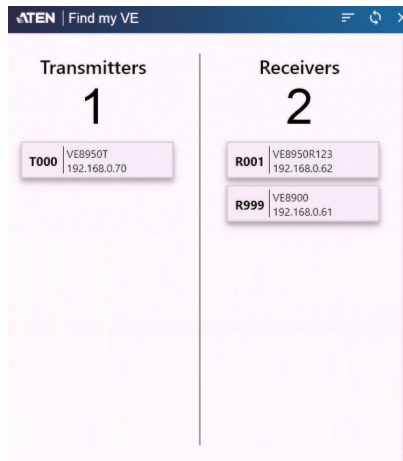 ATEN | Find my VE
Transmitters
1
T000 VE8950T
192.168.0.70
Receivers
2
R001 VE8950R123
192.168.0.62
R999 VE8900
192.168.0.61